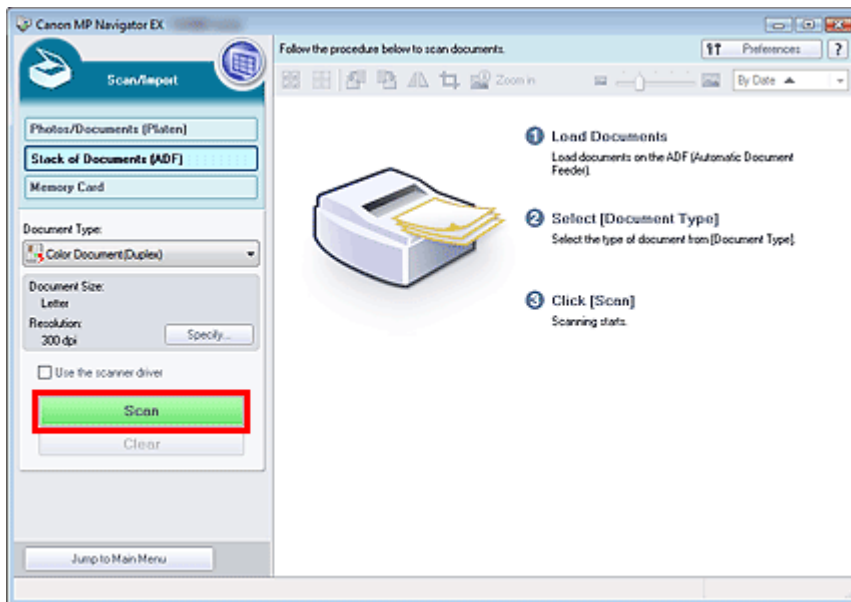 Canon MP Navigator EX
Scan/Import
Follow the procedure below to scan documents.
Preferences
?
Zoom in
By Date
Photos/Documents (Platen)
Stack of Documents (ADF)
Memory Card
Document Type:
Color Document(Duplex)
Document Size:
Letter
Resolution:
300 dpi
Specify...
Use the scanner driver
Scan
Clear
Jump to Main Menu
1 Load Documents
Load documents on the ADF (Automatic Document
Feeder).
2 Select [Document Type]
Select the type of document from [Document Type].
3 Click [Scan]
Scanning starts.